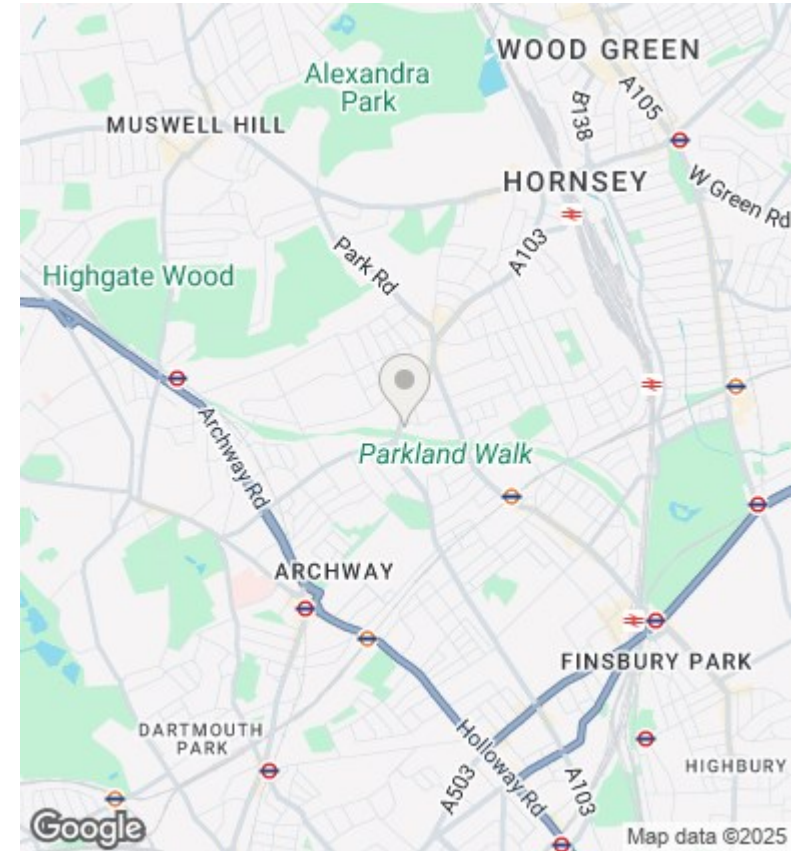 WOOD GREEN
Alexandra
Park
A105
B138
MUSWELL HILL
HORNSEY
W Green Rd
A103
Park Rd
Highgate Wood
Archway Rd
Parkland Walk
ARCHWAY
FINSBURY PARK
DARTMOUTH
PARK
Holloway Rd
A503
A103
HIGHBURY
Google
Map data ©2025